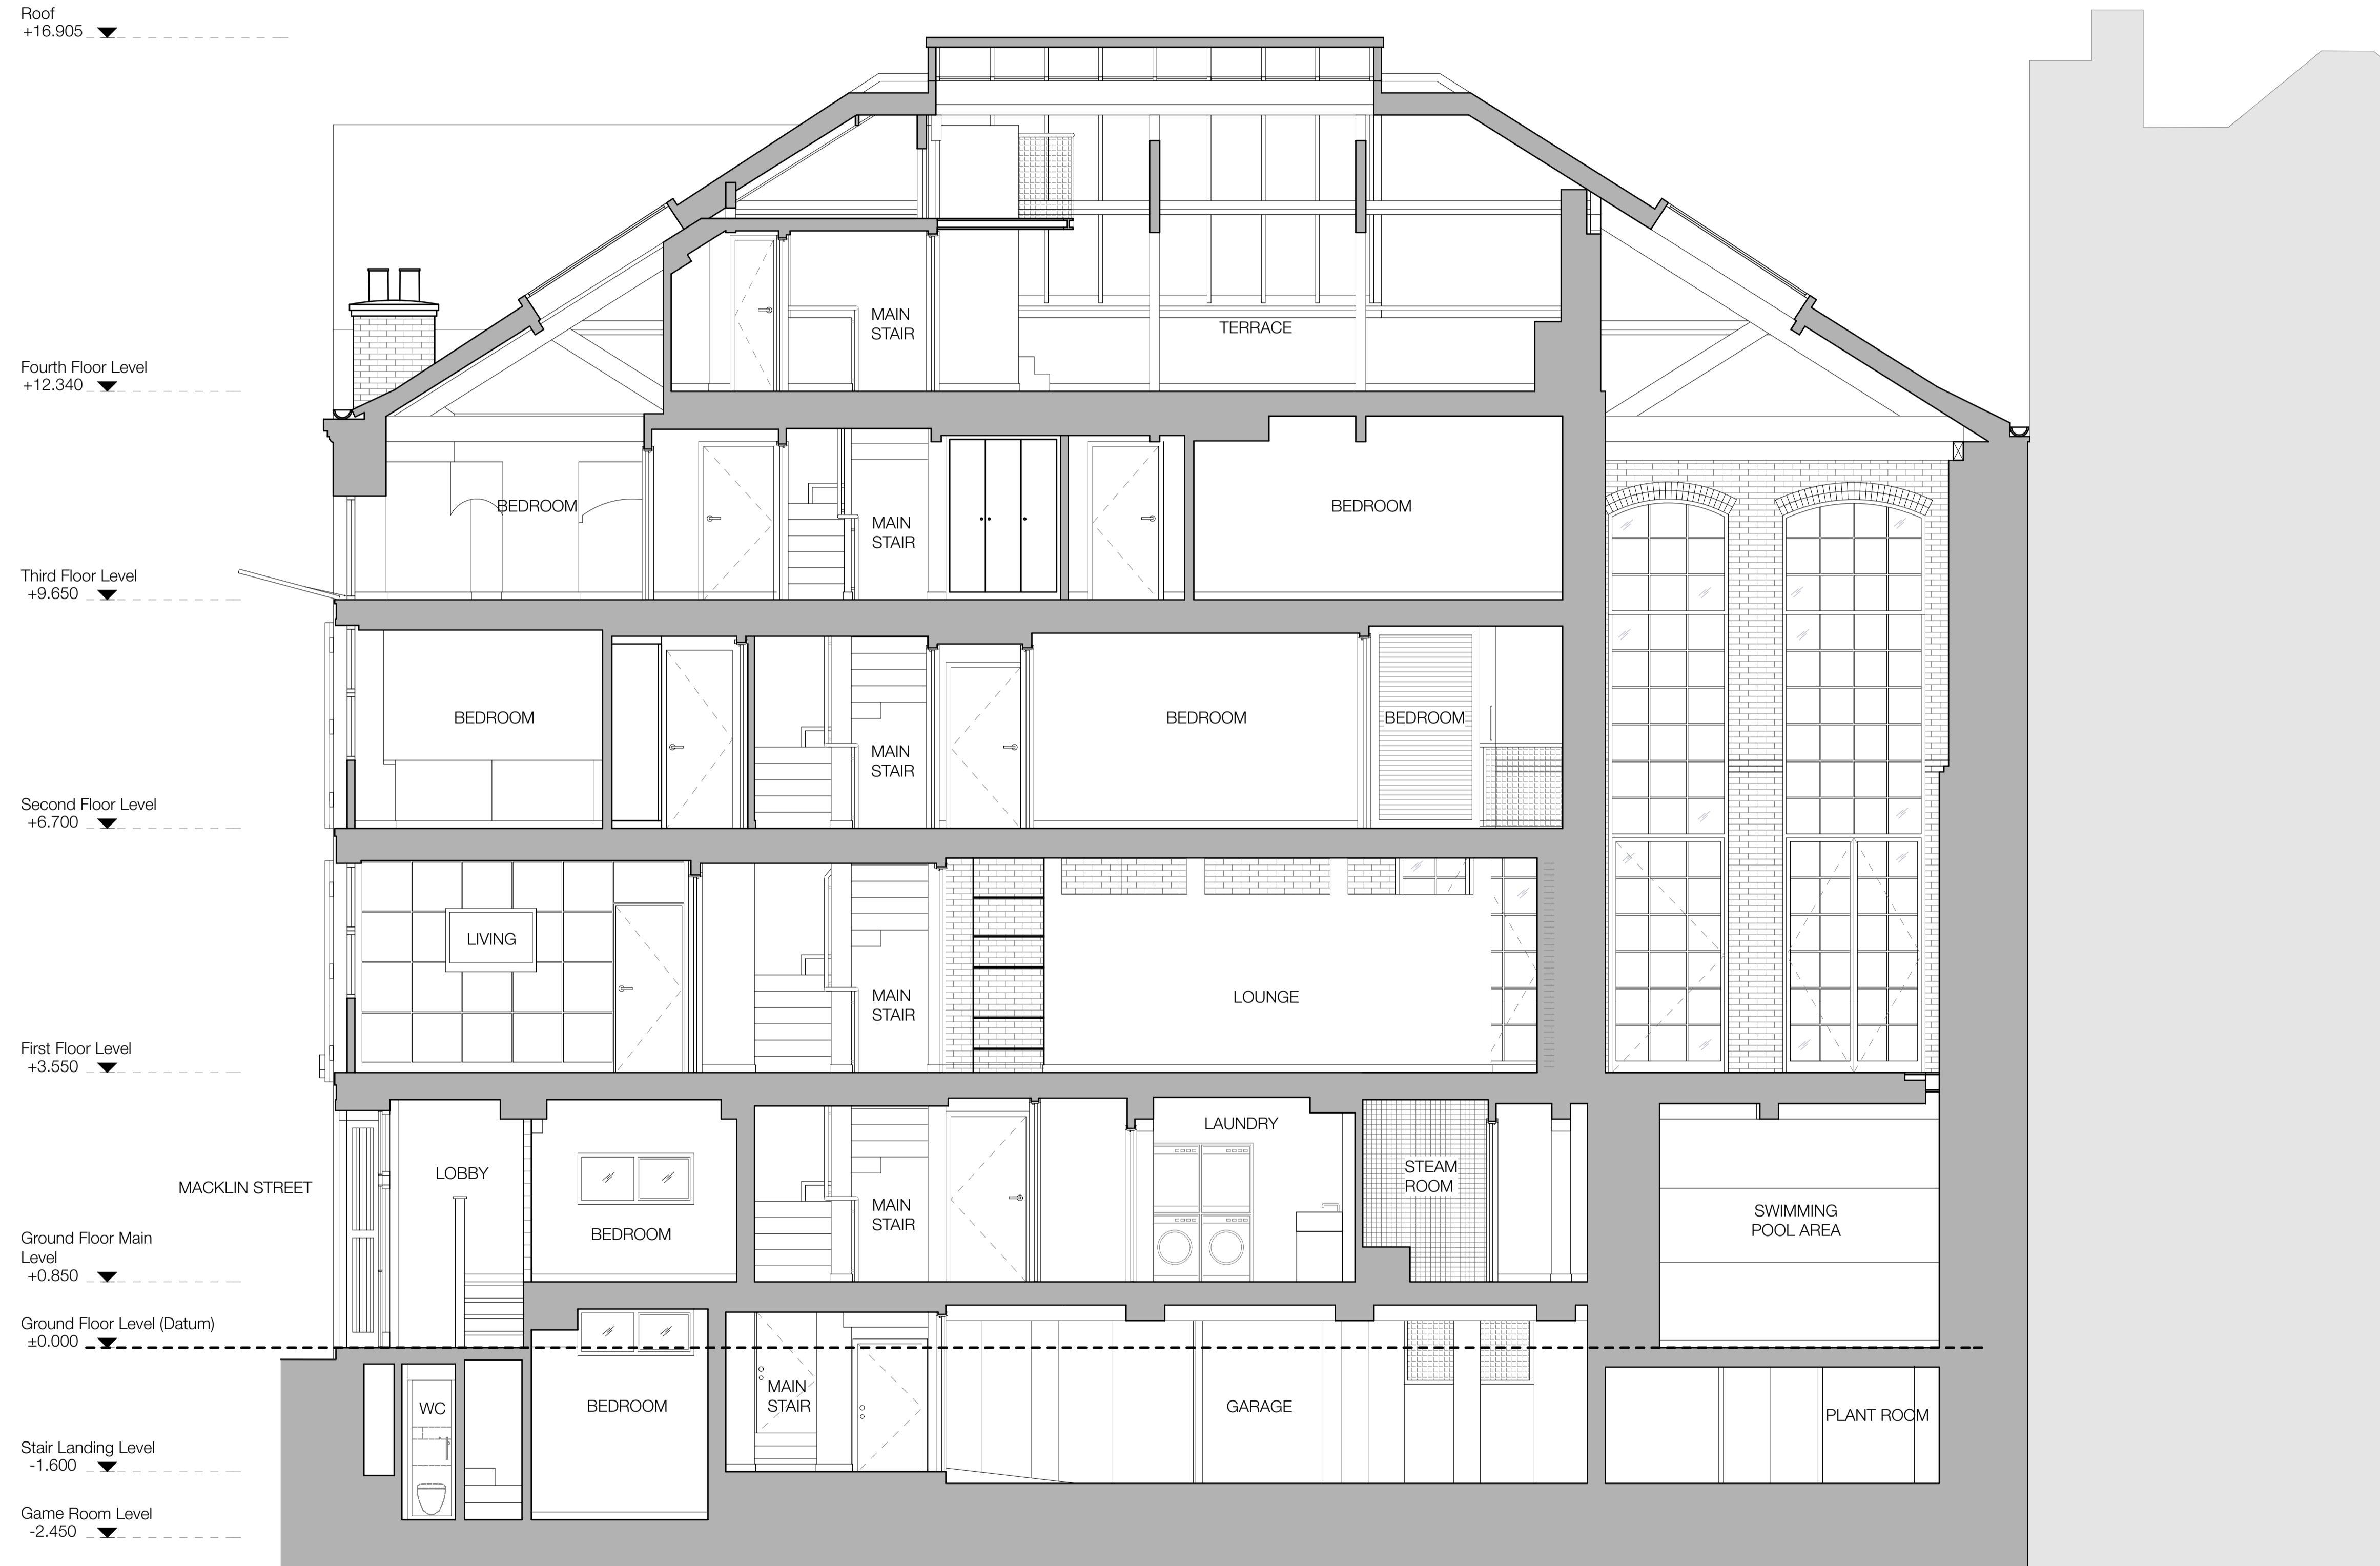 Roof
+16.905
MAIN
STAIR
TERRACE
Fourth Floor Level
+12.340
BEDROOM
MAIN
STAIR
BEDROOM
Third Floor Level
+9.650
BEDROOM
MAIN
STAIR
BEDROOM
BEDROOM
Second Floor Level
+6.700
LIVING
MAIN
STAIR
LOUNGE
First Floor Level
+3.550
MACKLIN STREET
LOBBY
BEDROOM
MAIN
STAIR
LAUNDRY
STEAM
ROOM
SWIMMING
POOL AREA
Ground Floor Main
Level
+0.850
Ground Floor Level (Datum)
±0.000
WC
BEDROOM
MAIN
STAIR
GARAGE
PLANT ROOM
Stair Landing Level
-1.600
Game Room Level
-2.450